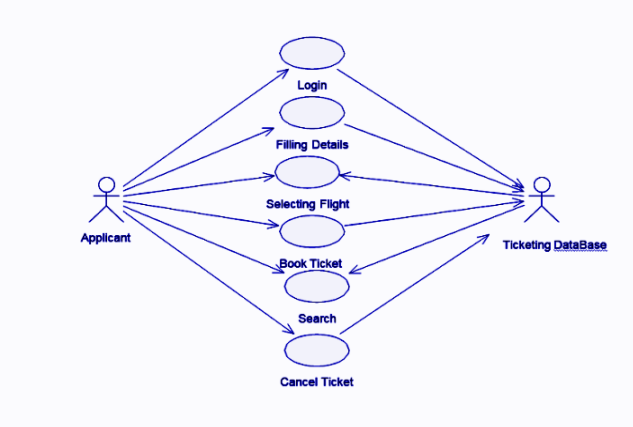 Login
Filling Details
Selecting Flight
Applicant
Ticketing DataBase
Book Ticket
Search
Cancel Ticket